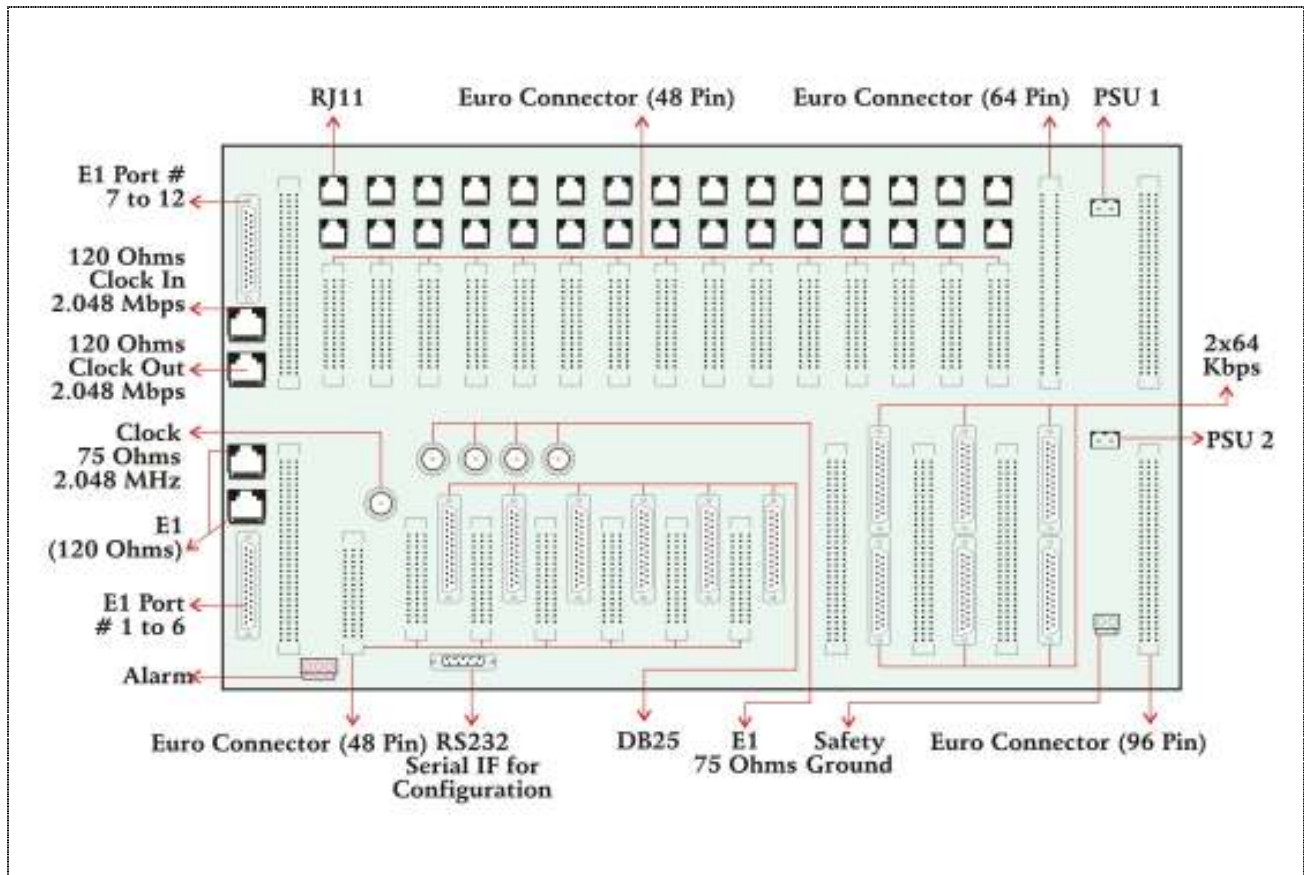 RJ11
Euro Connector (48 Pin)
Euro Connector (64 Pin)
PSU 1
E1 Port #
7 to 12
120 Ohms
Clock In
2.048 Mbps
120 Ohms
Clock Out
2.048 Mbps
2x64
Kbps
Clock
75 Ohms
2.048 MHz
PSU 2
E1
(120 Ohms)
E1 Port
# 1 to 6
Alarm
Euro Connector (48 Pin)
RS232
Serial IF for
Configuration
DB25
E1
75 Ohms
Safety
Ground
Euro Connector (96 Pin)